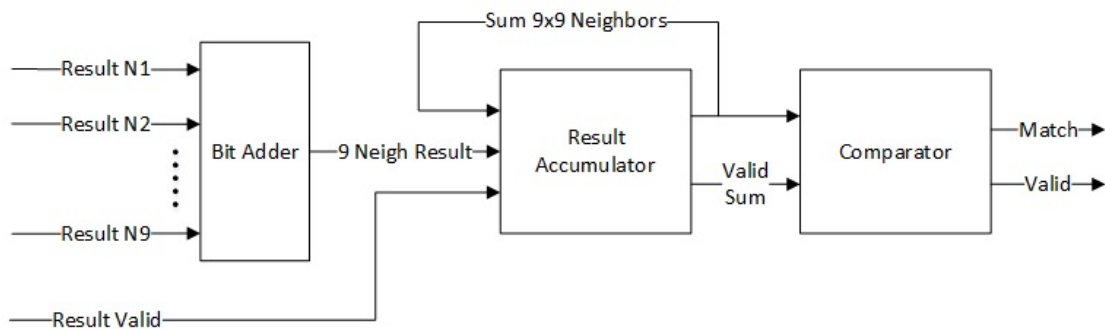 Sum 9x9 Neighbors
Result N1
Result N2
Bit Adder
9 Neigh Result
Result
Accumulator
Comparator
Match
Valid
Sum
Valid
Result N9
Result Valid